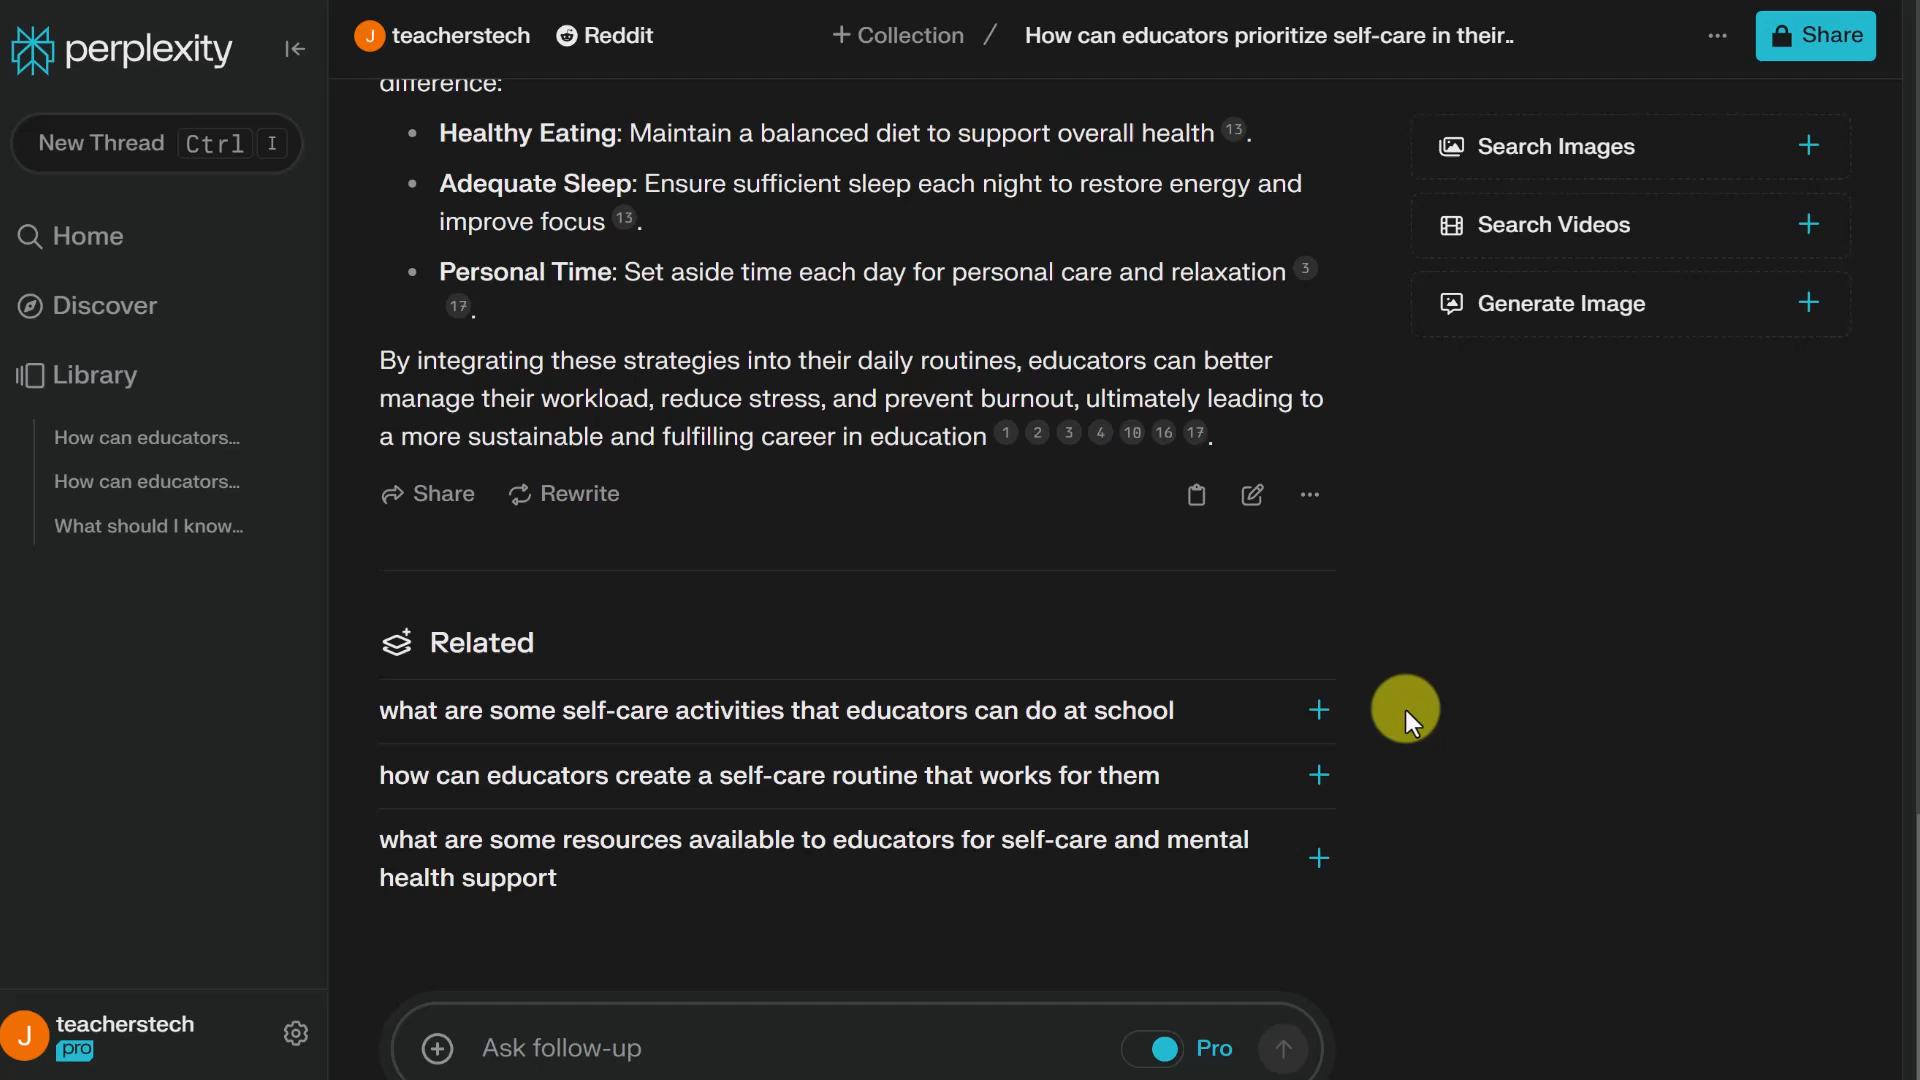 perplexity
New Thread Ctrl I
Home
Discover
Library
How can educators...
How can educators...
What should I know...
J teacherstech
pro
J teacherstech Reddit
+ Collection / How can educators prioritize self-care in their..
... Share
difference:
• Healthy Eating: Maintain a balanced diet to support overall health 13.
• Adequate Sleep: Ensure sufficient sleep each night to restore energy and
improve focus 13.
• Personal Time: Set aside time each day for personal care and relaxation 3
17.
By integrating these strategies into their daily routines, educators can better
manage their workload, reduce stress, and prevent burnout, ultimately leading to
a more sustainable and fulfilling career in education 1 2 3 4 10 16 17.
Share Rewrite
Related
what are some self-care activities that educators can do at school
how can educators create a self-care routine that works for them
what are some resources available to educators for self-care and mental
health support
Ask follow-up Pro
Search Images
Search Videos
Generate Image